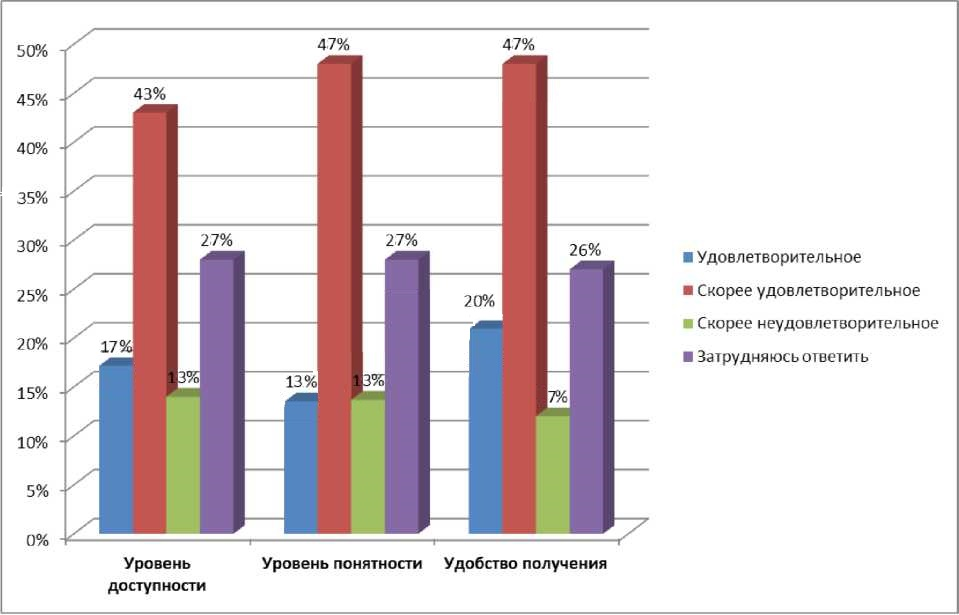 50%
45%
40%
35%
30%
25%
20%
15%
10%
5%
0%
17%
43%
13%
27%
13%
47%
13%
27%
20%
47%
7%
26%
Уровень
доступности
Уровень понятности
Удобство получения
Удовлетворительное
Скорее удовлетворительное
Скорее неудовлетворительное
Затрудняюсь ответить